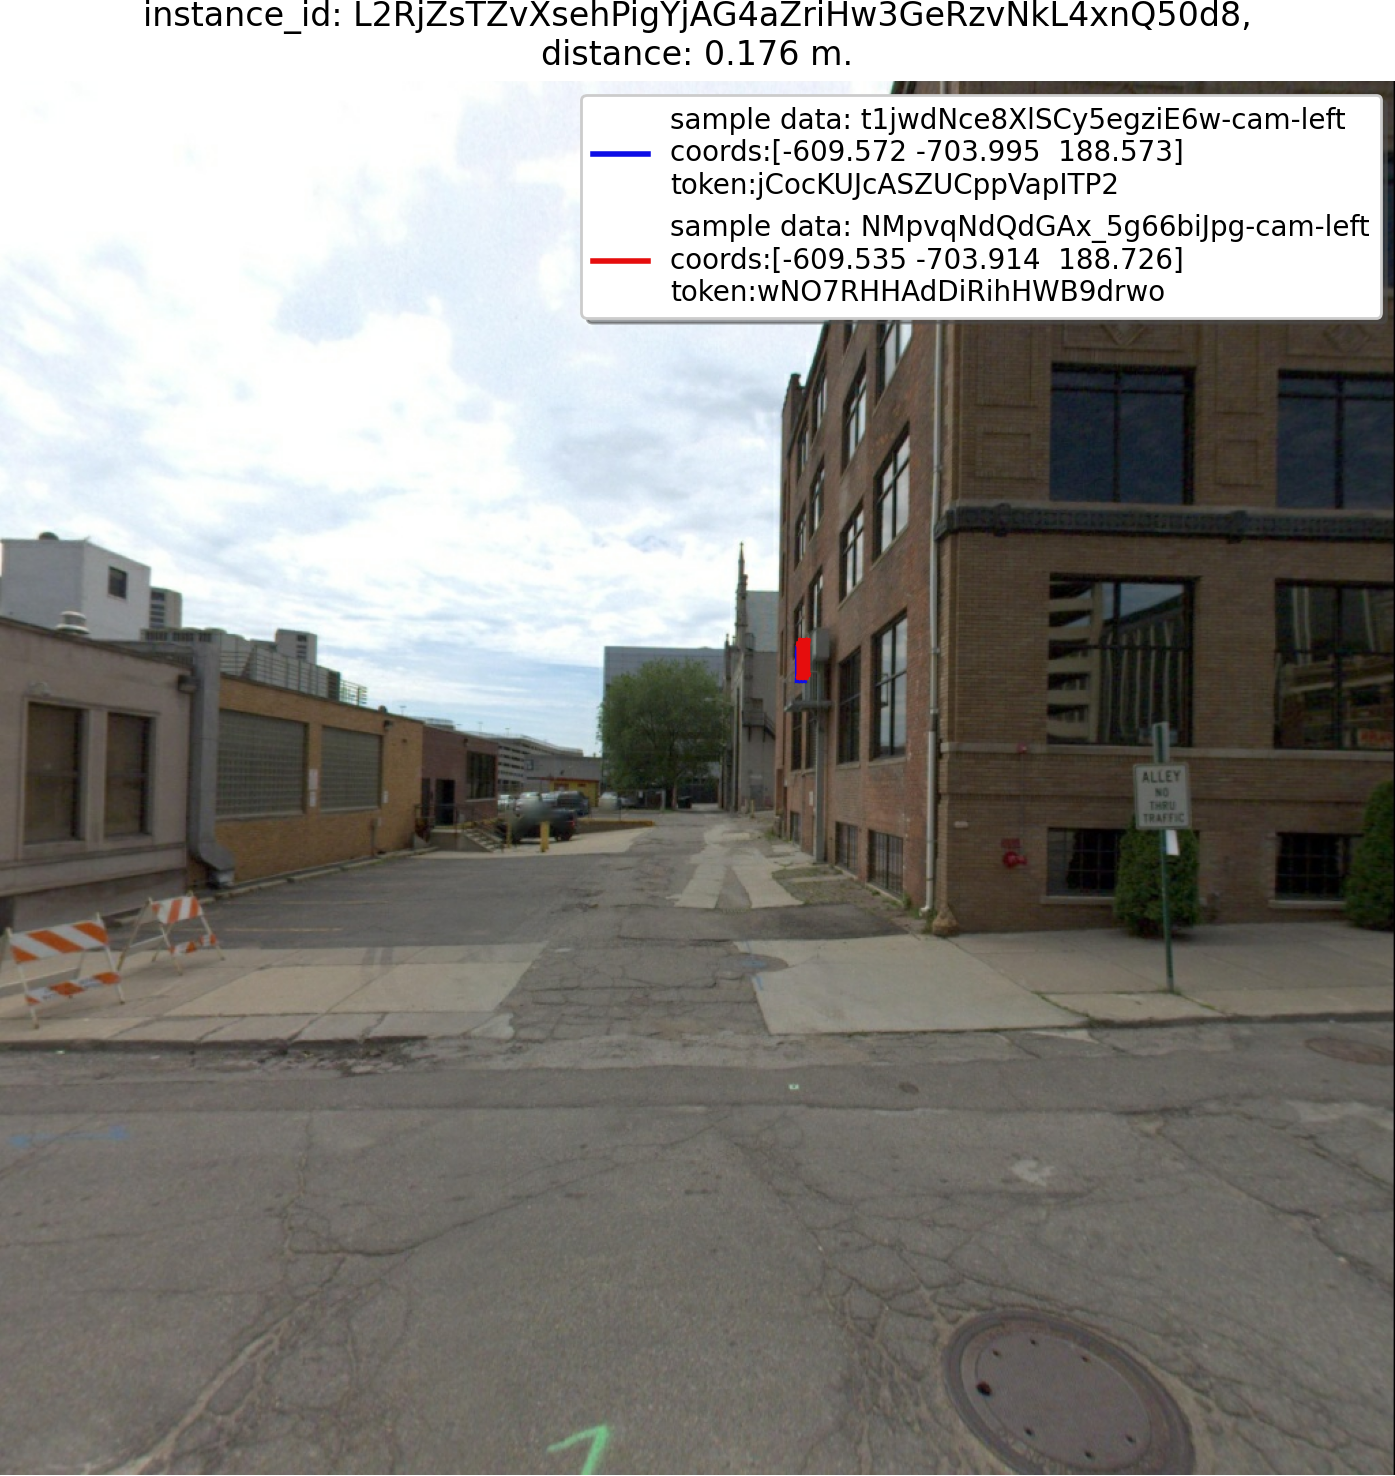 instance_id: L2RjZsTZvXsehPigYjAG4aZriHw3GeRzvNkL4xnQ50d8,
distance: 0.176 m.
sample data: t1jwdNce8XlSCy5egziE6w-cam-left
coords:[-609.572 -703.995  188.573]
token:jCocKUJcASZUCppVapITP2
sample data: NMpvqNdQdGAx_5g66biJpg-cam-left
coords:[-609.535 -703.914  188.726]
token:wNO7RHHAdDiRihHWB9drwo
ALLEY
NO
THRU
TRAFFIC